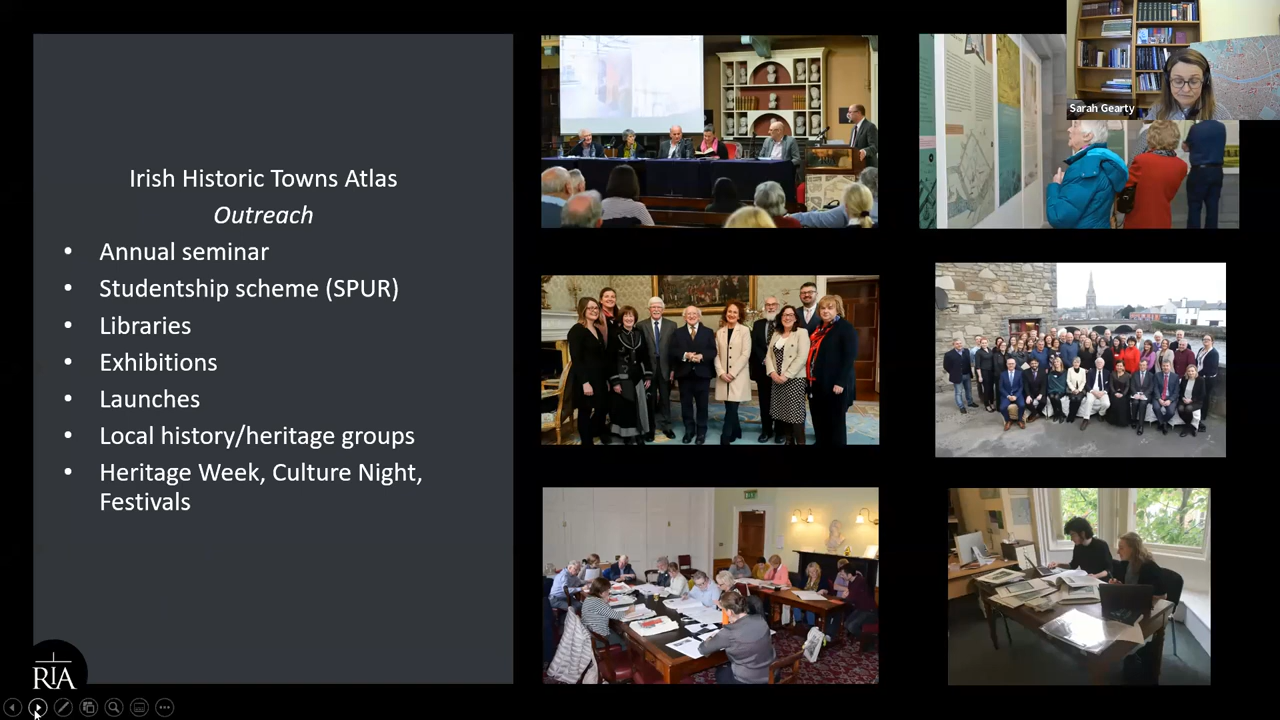 Irish Historic Towns Atlas
Outreach
• Annual seminar
• Studentship scheme (SPUR)
• Libraries
• Exhibitions
• Launches
• Local history/heritage groups
• Heritage Week, Culture Night,
Festivals
RIA
Sarah Gearty